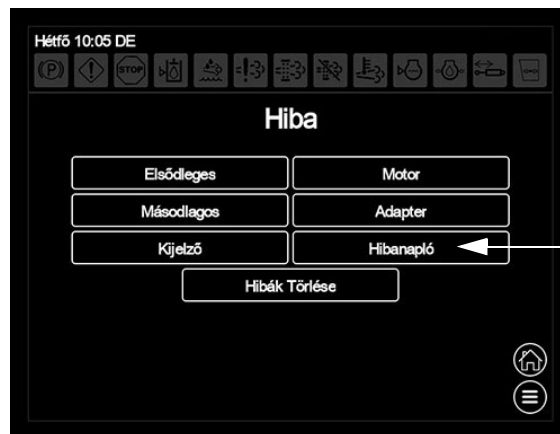 Hétfő 10:05 DE
P STOP
Hiba
Elsődleges Motor
Másodlagos Adapter
Kijelző Hibanapló
Hibák Törlése